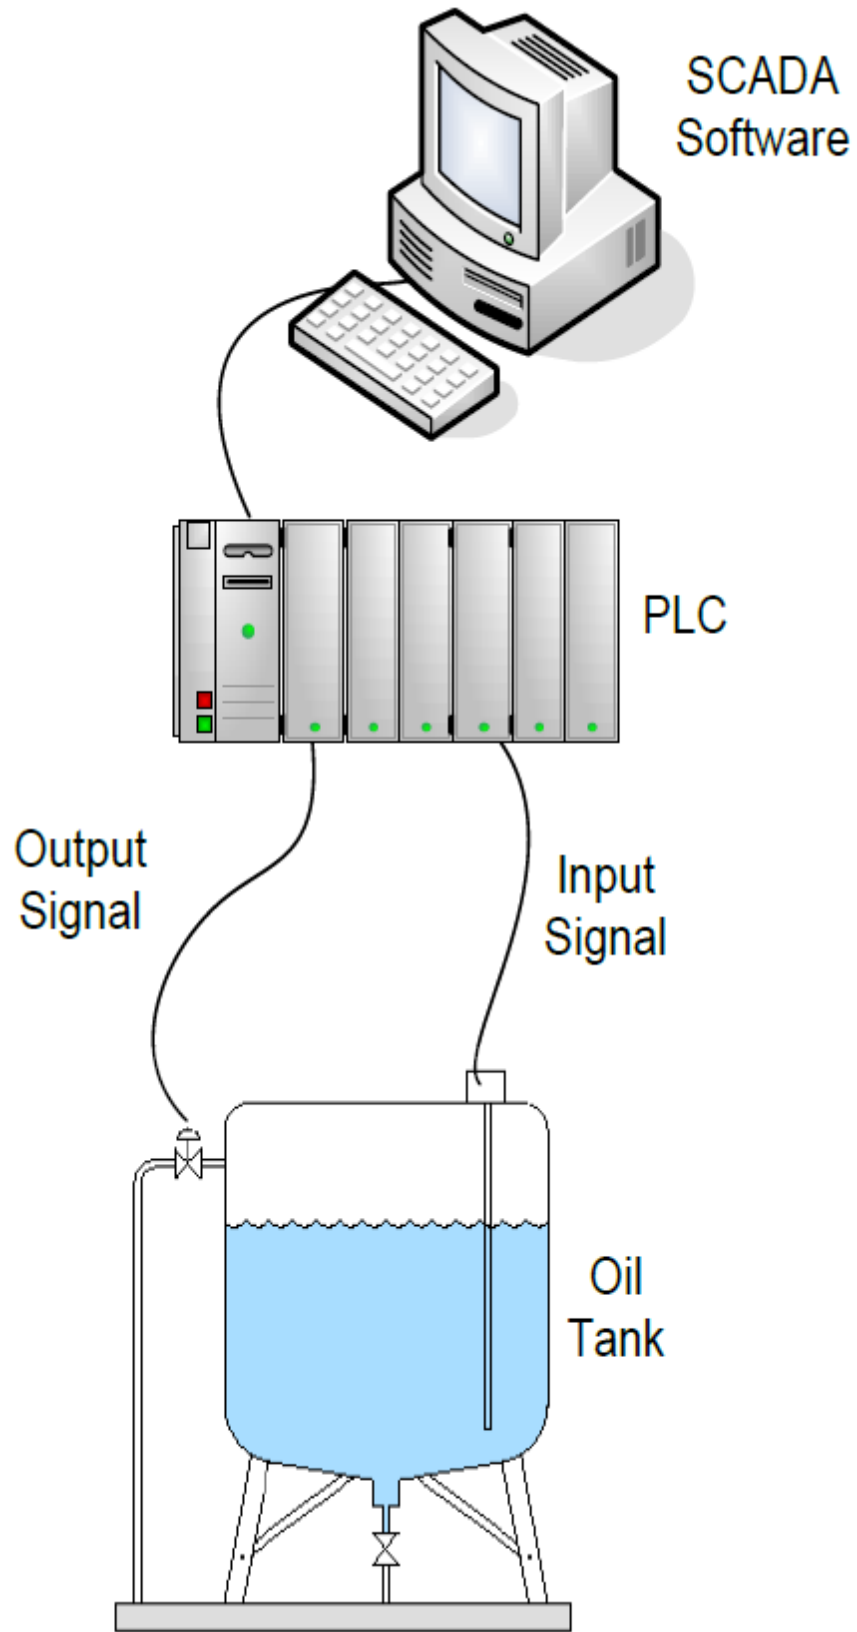 SCADA
Software
PLC
Output
Signal
Input
Signal
Oil
Tank